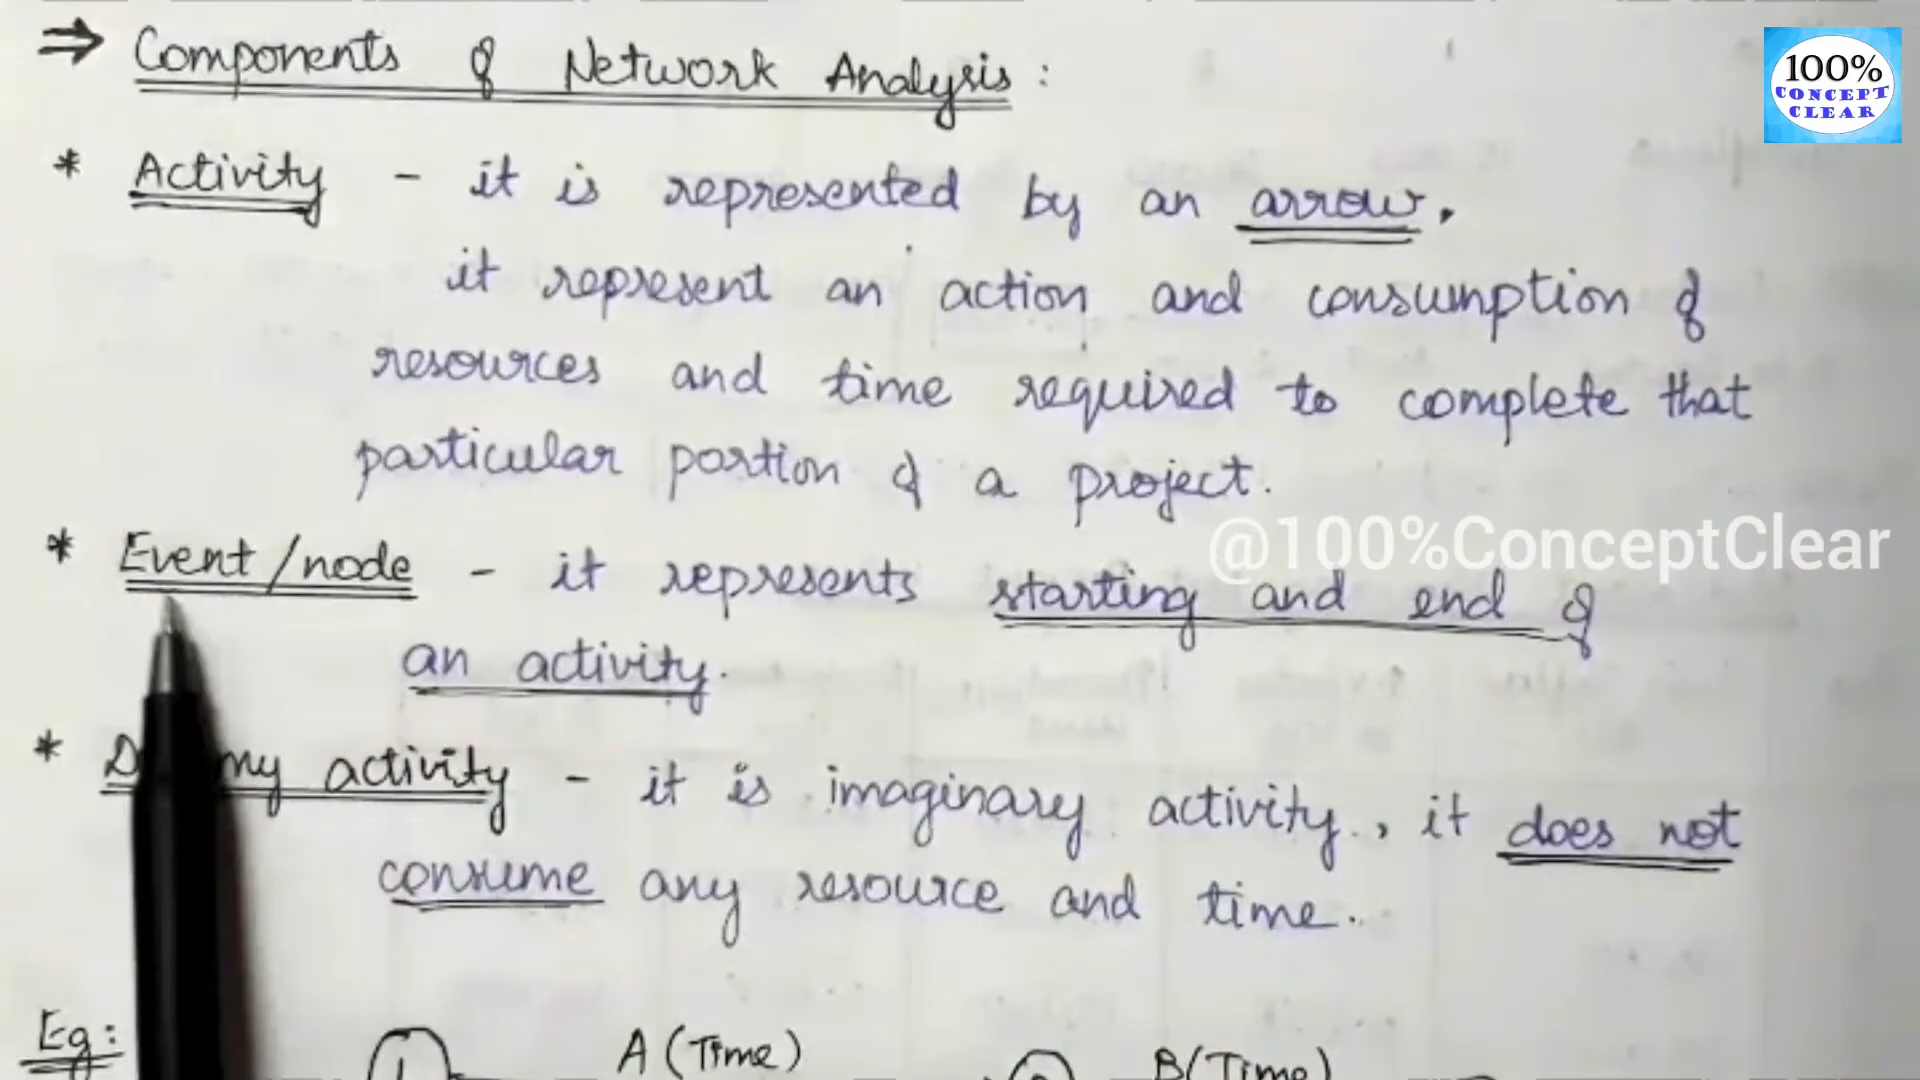 ⇒ Components of Network Analysis :
100%
CONCEPT
CLEAR
* Activity - it is represented by an arrow.
it represent an action and consumption of
resources and time required to complete that
particular portion of a project.
@100%ConceptClear
* Event/node - it represents starting and end of
an activity.
* my activity - it is imaginary activity, it does not
consume any resource and time.
Eg:
1 A (Time) B (Time)